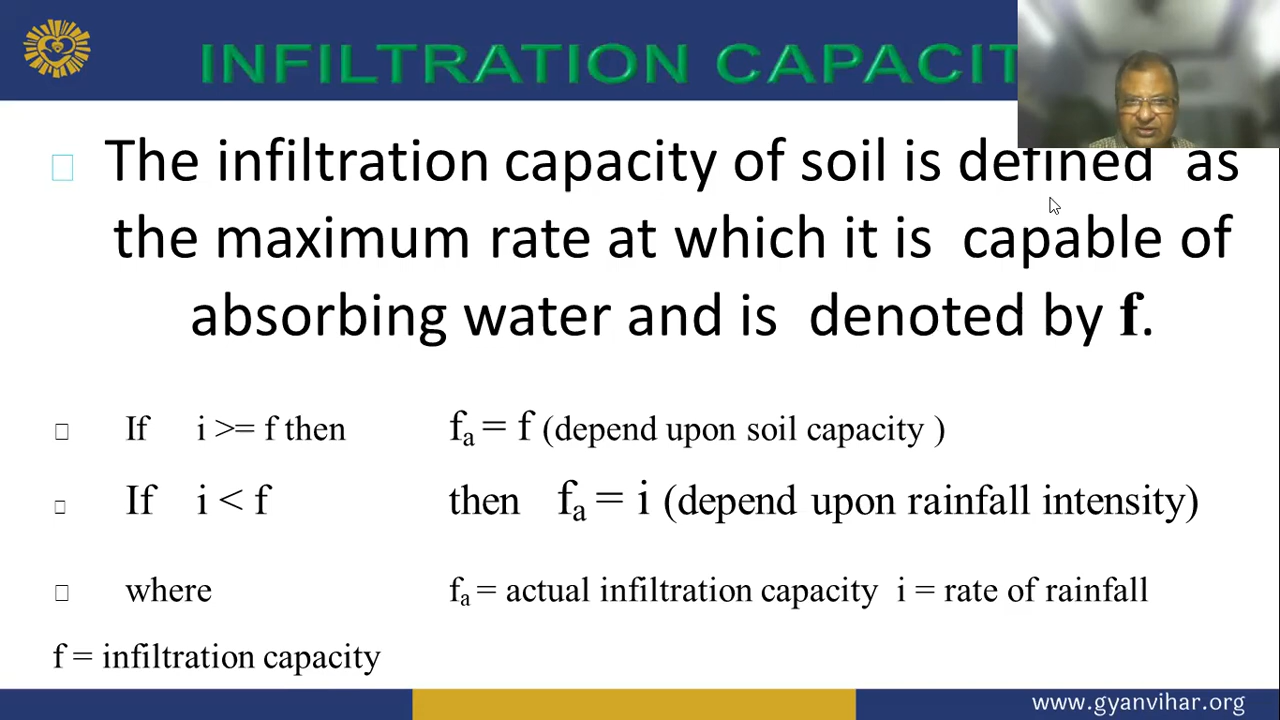 INFILTRATION CAPACIT
The infiltration capacity of soil is defined as
the maximum rate at which it is capable of
absorbing water and is denoted by f.
If i >= f then fa = f (depend upon soil capacity )
If i < f then fa = i (depend upon rainfall intensity)
where fa = actual infiltration capacity i = rate of rainfall
f = infiltration capacity
www.gyanvihar.org